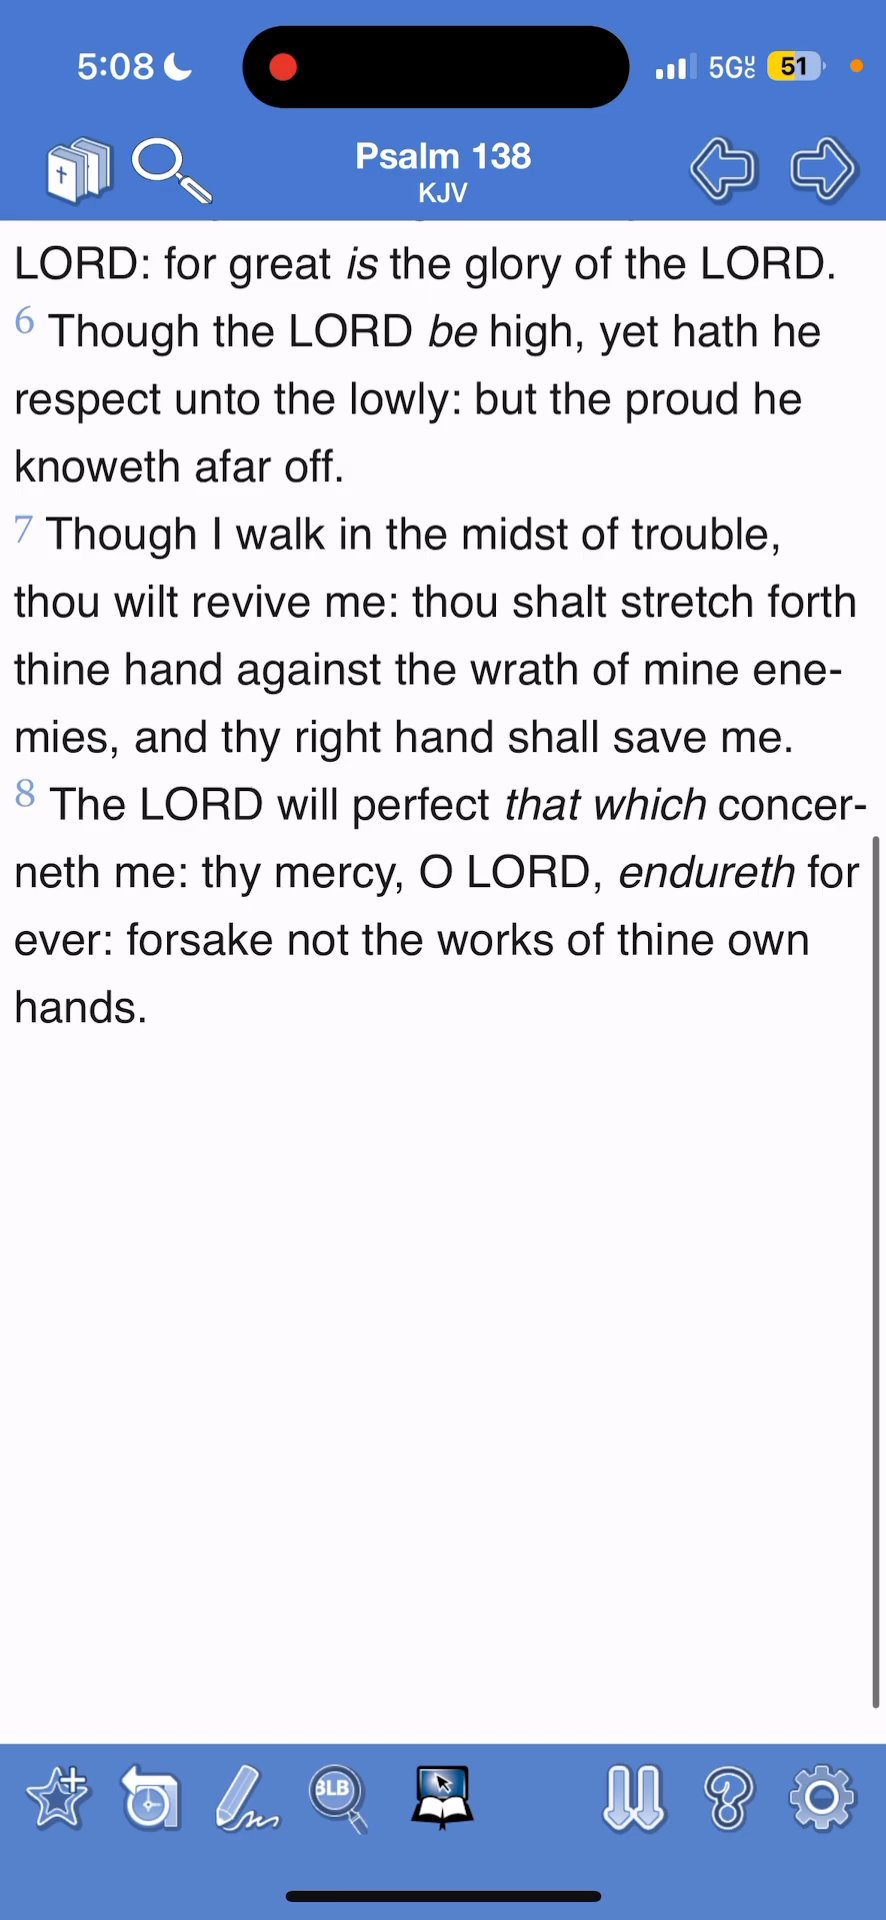 5:08
5G UC 51
Psalm 138
KJV
LORD: for great is the glory of the LORD.
6 Though the LORD be high, yet hath he
respect unto the lowly: but the proud he
knoweth afar off.
7 Though I walk in the midst of trouble,
thou wilt revive me: thou shalt stretch forth
thine hand against the wrath of mine ene-
mies, and thy right hand shall save me.
8 The LORD will perfect that which concer-
neth me: thy mercy, O LORD, endureth for
ever: forsake not the works of thine own
hands.
BLB